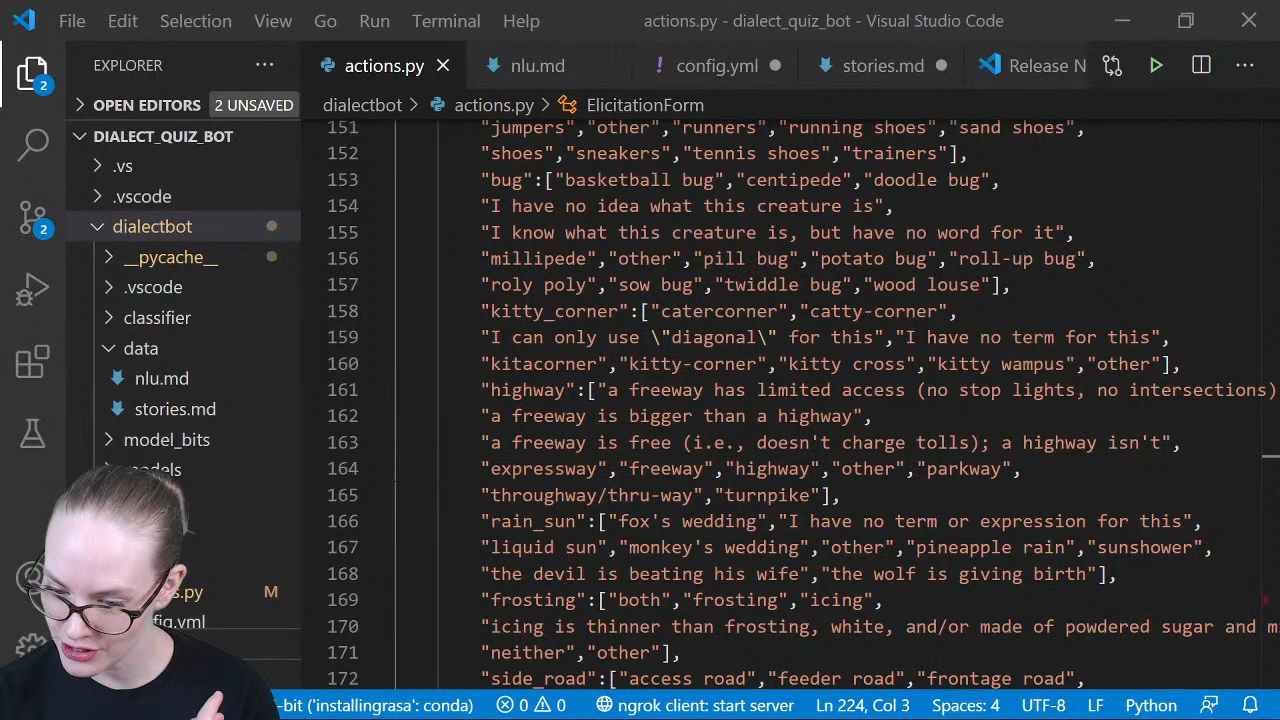 File Edit Selection View Go Run Terminal Help actions.py - dialect_quiz_bot - Visual Studio Code
2
EXPLORER ···
actions.py nlu.md ! config.yml stories.md Release N ···
OPEN EDITORS 2 UNSAVED
dialectbot > actions.py > ElicitationForm
DIALECT_QUIZ_BOT
.vs
.vscode
2
dialectbot
__pycache__
.vscode
classifier
data
nlu.md
stories.md
model_bits
models
s.py M
fig.yml
151 "jumpers","other","runners","running shoes","sand shoes",
152 "shoes","sneakers","tennis shoes","trainers"],
153 "bug":["basketball bug","centipede","doodle bug",
154 "I have no idea what this creature is",
155 "I know what this creature is, but have no word for it",
156 "millipede","other","pill bug","potato bug","roll-up bug",
157 "roly poly","sow bug","twiddle bug","wood louse"],
158 "kitty_corner":["catercorner","catty-corner",
159 "I can only use \"diagonal\" for this","I have no term for this",
160 "kitacorner","kitty-corner","kitty cross","kitty wampus","other"],
161 "highway":["a freeway has limited access (no stop lights, no intersections)
162 "a freeway is bigger than a highway",
163 "a freeway is free (i.e., doesn't charge tolls); a highway isn't",
164 "expressway","freeway","highway","other","parkway",
165 "throughway/thru-way","turnpike"],
166 "rain_sun":["fox's wedding","I have no term or expression for this",
167 "liquid sun","monkey's wedding","other","pineapple rain","sunshower",
168 "the devil is beating his wife","the wolf is giving birth"],
169 "frosting":["both","frosting","icing",
170 "icing is thinner than frosting, white, and/or made of powdered sugar and m
171 "neither","other"],
172 "side_road":["access road","feeder road","frontage road",
-bit ('installingrasa': conda) 0 0 ngrok client: start server Ln 224, Col 3 Spaces: 4 UTF-8 LF Python